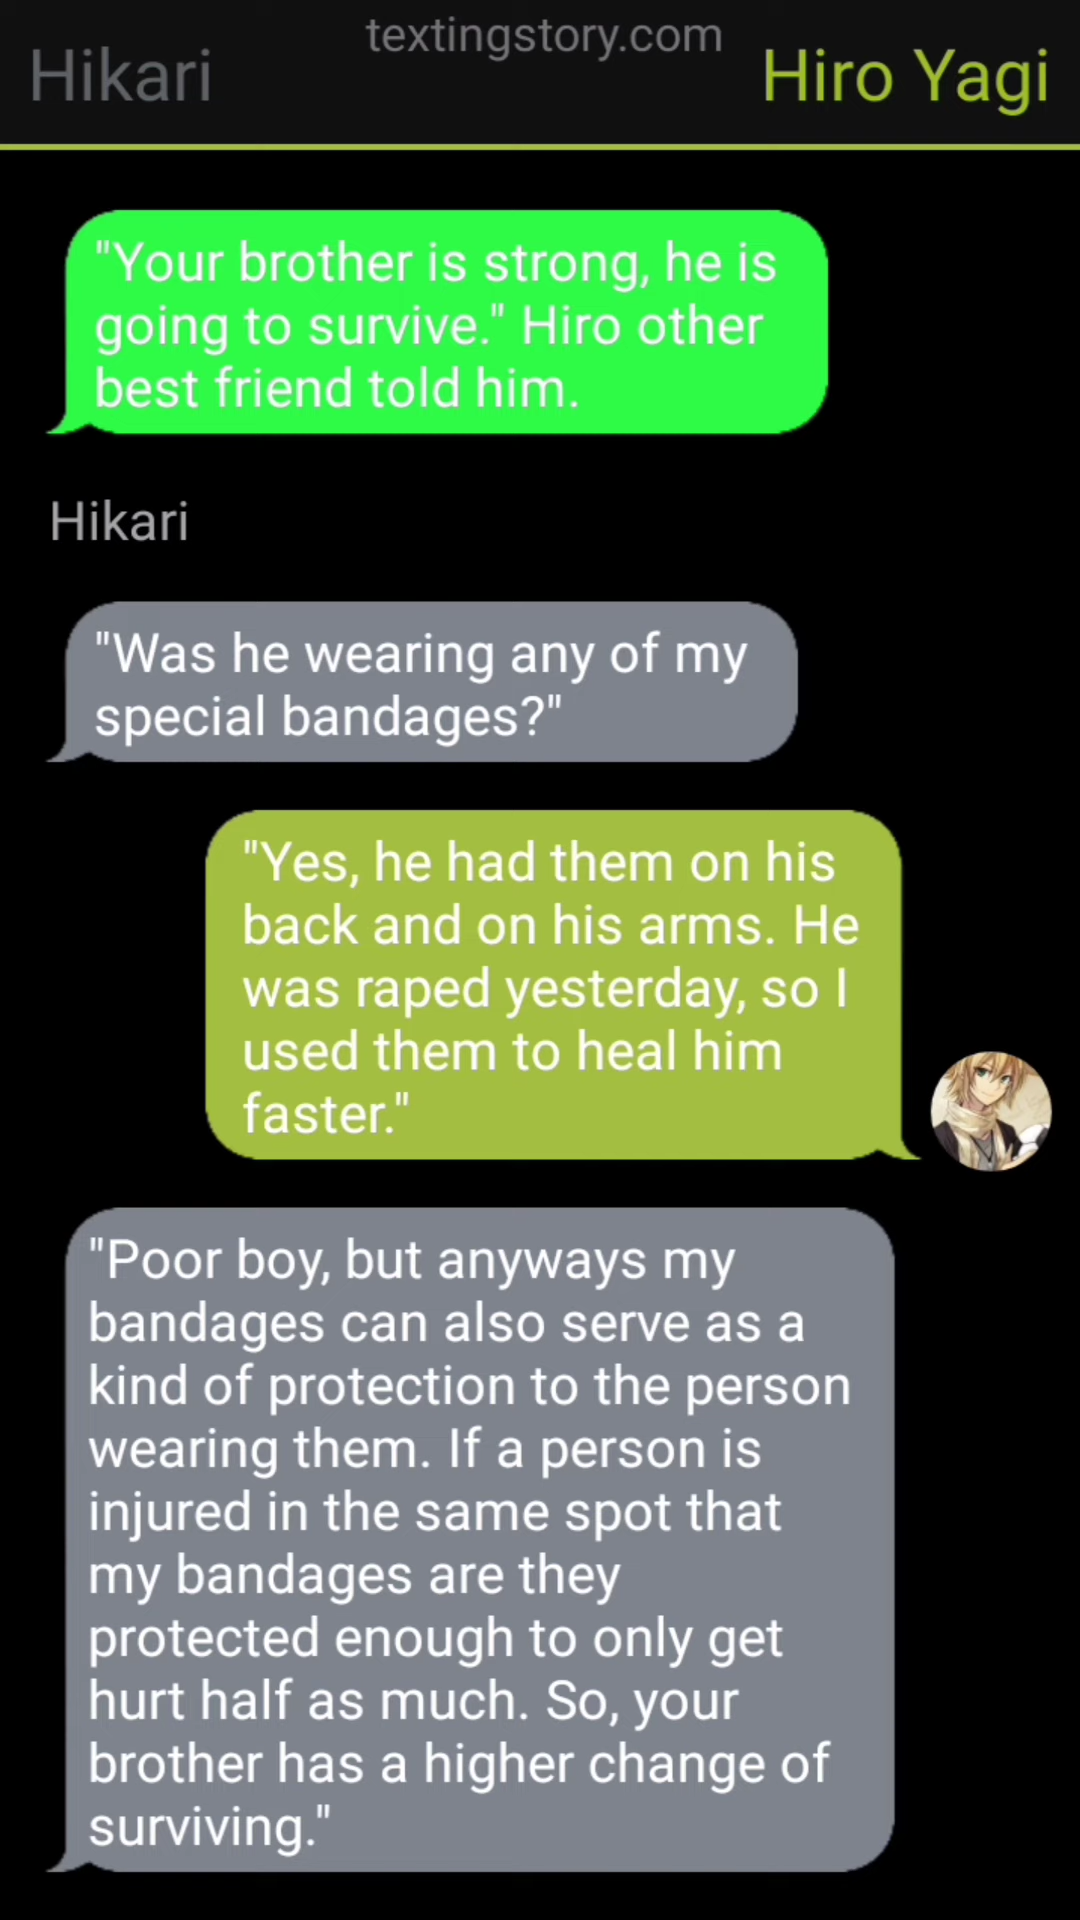 textingstory.com
Hikari
Hiro Yagi
"Your brother is strong, he is
going to survive." Hiro other
best friend told him.
Hikari
"Was he wearing any of my
special bandages?"
"Yes, he had them on his
back and on his arms. He
was raped yesterday, so I
used them to heal him
faster."
"Poor boy, but anyways my
bandages can also serve as a
kind of protection to the person
wearing them. If a person is
injured in the same spot that
my bandages are they
protected enough to only get
hurt half as much. So, your
brother has a higher change of
surviving."